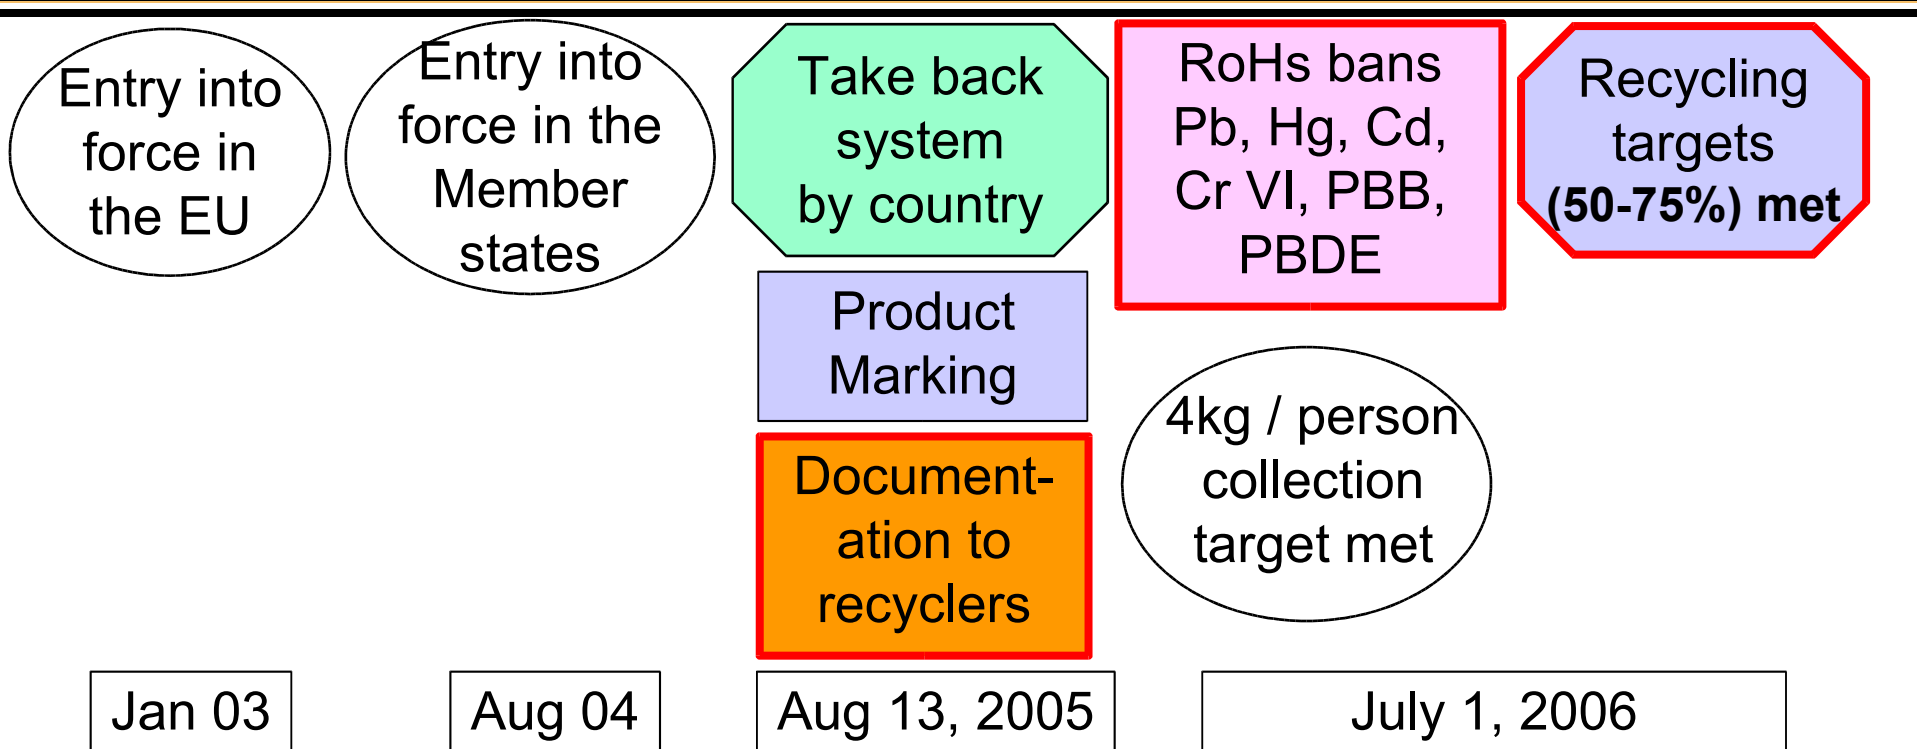 Entry into
force in
the EU
Entry into
force in the
Member
states
Take back
system
by country
RoHs bans
Pb, Hg, Cd,
Cr VI, PBB,
PBDE
Recycling
targets
(50-75%) met
Product
Marking
Document-
ation to
recyclers
4kg / person
collection
target met
Jan 03
Aug 04
Aug 13, 2005
July 1, 2006